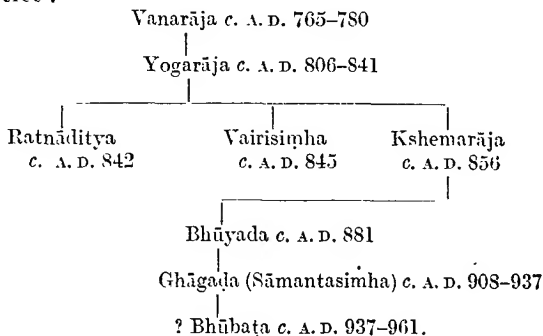 Vanarāja c. A. D. 765–780
Yogarāja c. A. D. 806–841
Ratnāditya Vairisiṃha Kshemarāja
c. A. D. 842 c. A. D. 845 c. A. D. 856
Bhūyada c. A. D. 881
Ghāgaḍa (Sāmantasiṃha) c. A. D. 908–937
? Bhūbaṭa c. A. D. 937–961.